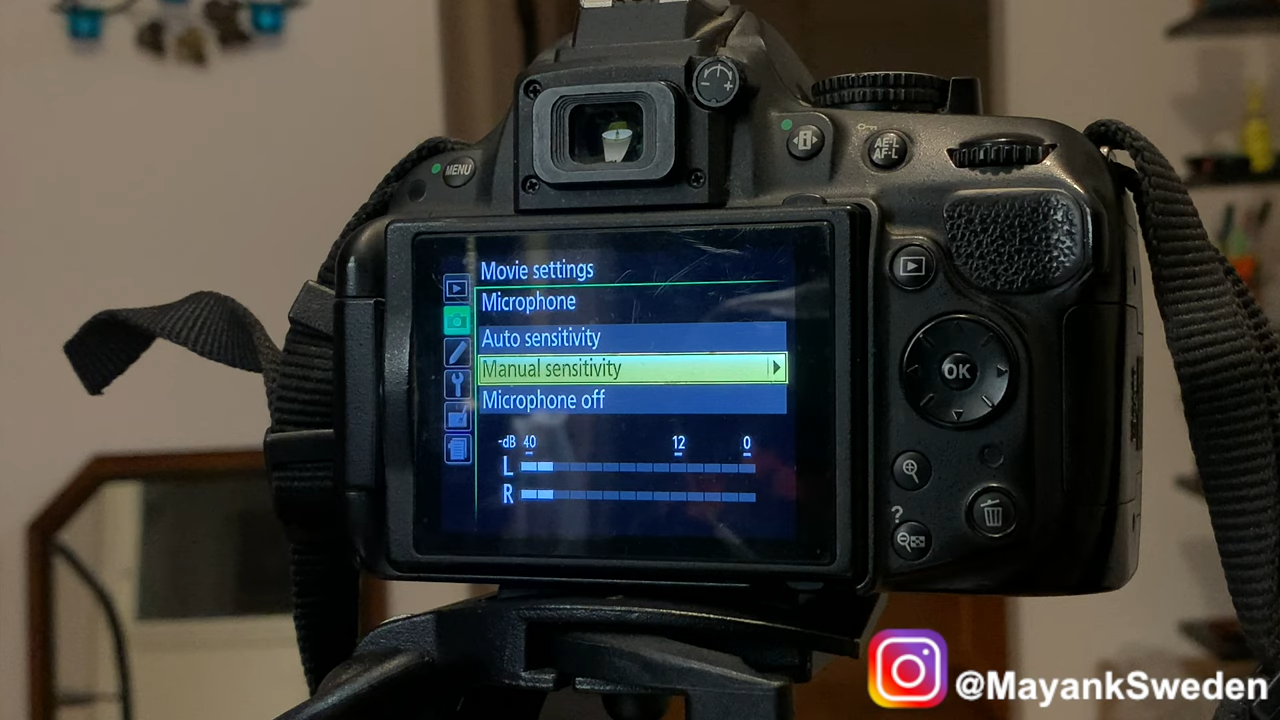 MENU
AE-L
AF-L
Movie settings
Microphone
Auto sensitivity
Manual sensitivity
Microphone off
-dB 40 12 0
L
R
OK
?
@MayankSweden